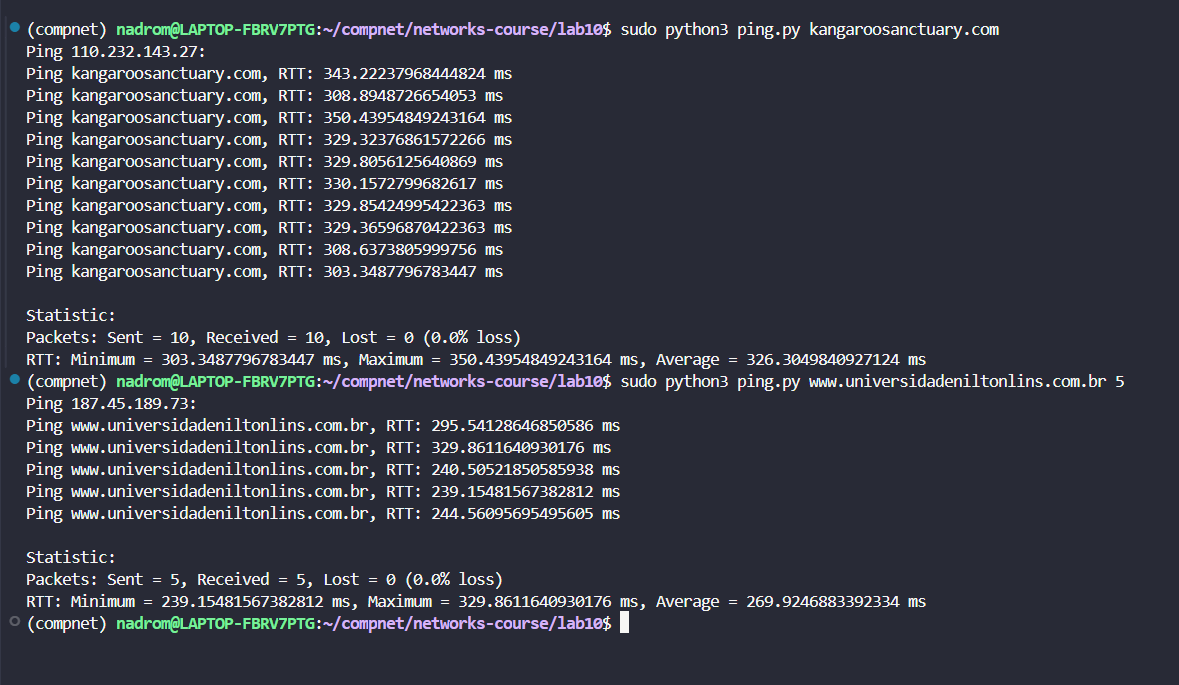 (compnet) nadrom@LAPTOP-FBRV7PTG:~/compnet/networks-course/lab10$ sudo python3 ping.py kangaroosanctuary.com
Ping 110.232.143.27:
Ping kangaroosanctuary.com, RTT: 343.22237968444824 ms
Ping kangaroosanctuary.com, RTT: 308.8948726654053 ms
Ping kangaroosanctuary.com, RTT: 350.43954849243164 ms
Ping kangaroosanctuary.com, RTT: 329.32376861572266 ms
Ping kangaroosanctuary.com, RTT: 329.8056125640869 ms
Ping kangaroosanctuary.com, RTT: 330.1572799682617 ms
Ping kangaroosanctuary.com, RTT: 329.85424995422363 ms
Ping kangaroosanctuary.com, RTT: 329.36596870422363 ms
Ping kangaroosanctuary.com, RTT: 308.6373805999756 ms
Ping kangaroosanctuary.com, RTT: 303.3487796783447 ms
Statistic:
Packets: Sent = 10, Received = 10, Lost = 0 (0.0% loss)
RTT: Minimum = 303.3487796783447 ms, Maximum = 350.43954849243164 ms, Average = 326.3049840927124 ms
(compnet) nadrom@LAPTOP-FBRV7PTG:~/compnet/networks-course/lab10$ sudo python3 ping.py www.universidadeniltonlins.com.br 5
Ping 187.45.189.73:
Ping www.universidadeniltonlins.com.br, RTT: 295.54128646850586 ms
Ping www.universidadeniltonlins.com.br, RTT: 329.8611640930176 ms
Ping www.universidadeniltonlins.com.br, RTT: 240.50521850585938 ms
Ping www.universidadeniltonlins.com.br, RTT: 239.15481567382812 ms
Ping www.universidadeniltonlins.com.br, RTT: 244.56095695495605 ms
Statistic:
Packets: Sent = 5, Received = 5, Lost = 0 (0.0% loss)
RTT: Minimum = 239.15481567382812 ms, Maximum = 329.8611640930176 ms, Average = 269.9246883392334 ms
(compnet) nadrom@LAPTOP-FBRV7PTG:~/compnet/networks-course/lab10$